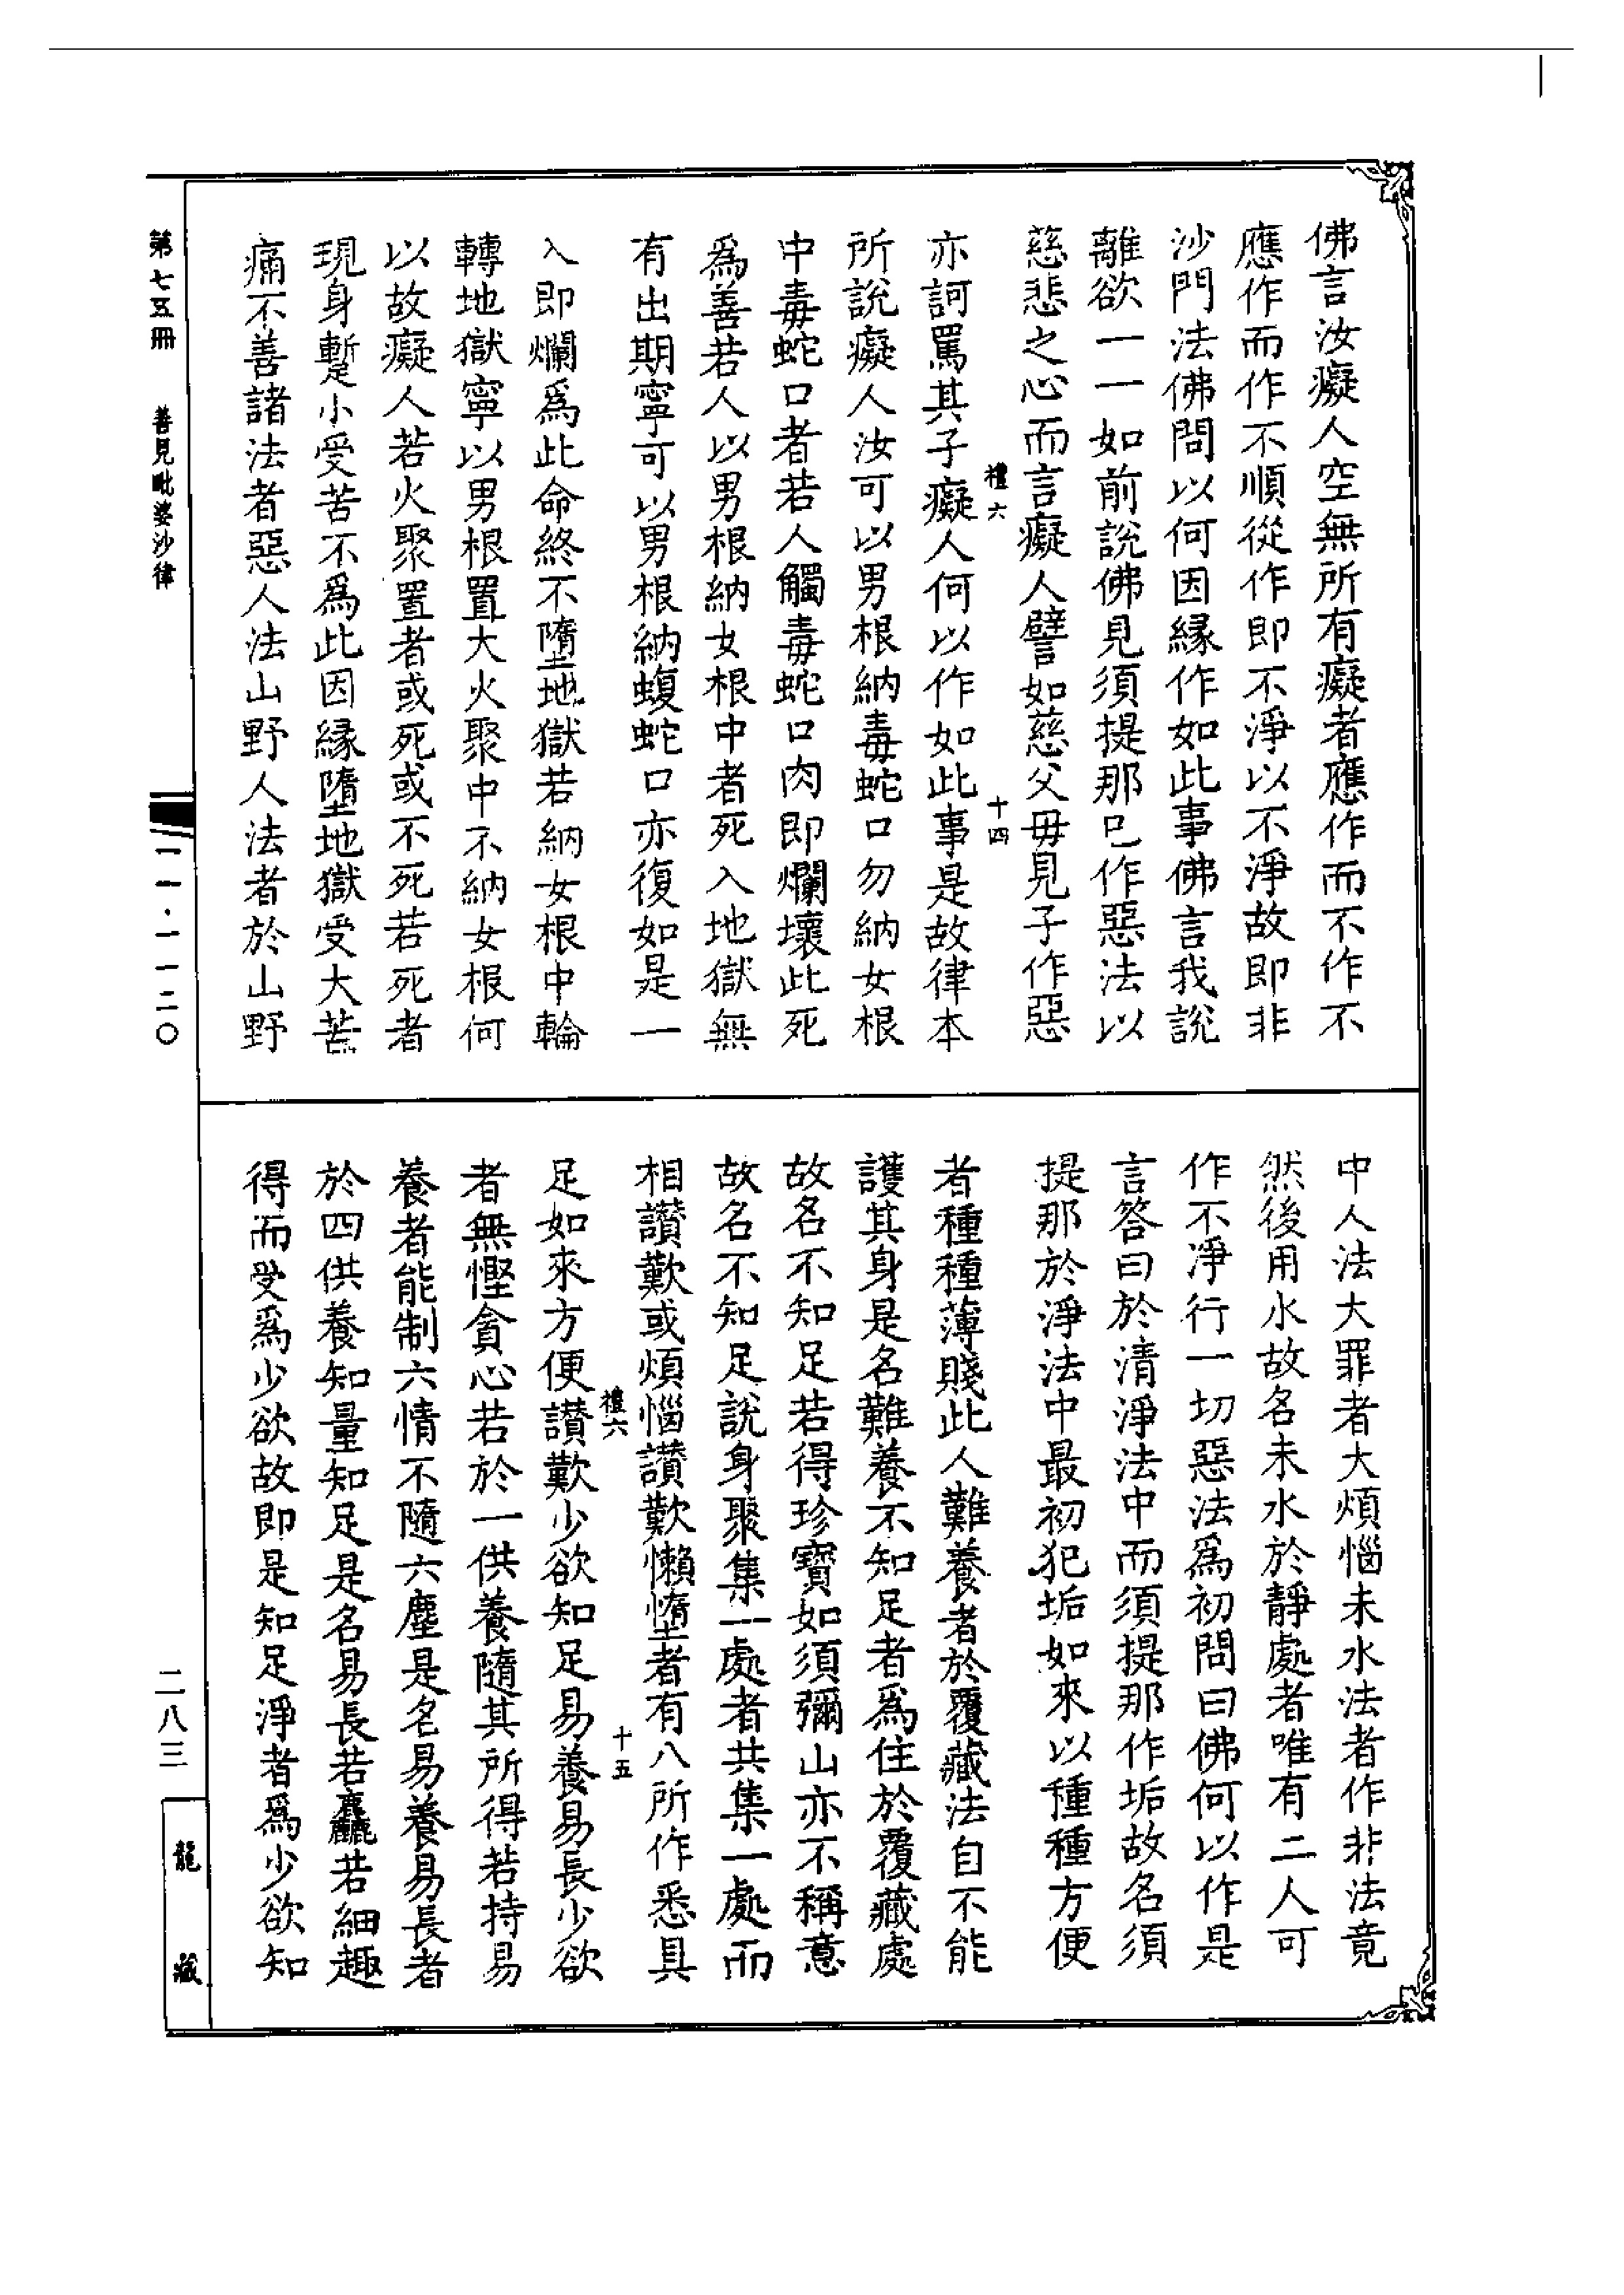 佛言汝癡人空無所有癡者應作而不作不
應作而作不順從作即不淨以不淨故即非
沙門法佛問以何因緣作如此事佛言我說
離欲一一如前說佛見須提那已作惡法以
慈悲之心而言癡人譬如慈父母見子作惡
禮六 十四
亦訶罵其子癡人何以作如此事是故律本
所說癡人汝可以男根納毒蛇口勿納女根
中毒蛇口者若人觸毒蛇口肉即爛壞此死
為善若人以男根納女根中者死入地獄無
有出期寧可以男根納蝮蛇口亦復如是一
入即爛為此命終不墮地獄若納女根中輪
轉地獄寧以男根置大火聚中不納女根何
以故癡人若火聚置者或死或不死若死者
現身蹔小受苦不為此因緣墮地獄受大苦
痛不善諸法者惡人法山野人法者於山野
中人法大罪者大煩惱未水法者作非法竟
然後用水故名未水於靜處者唯有二人可
作不淨行一切惡法為初問曰佛何以作是
言答曰於清淨法中而須提那作垢故名須
提那於淨法中最初犯垢如來以種種方便
者種種薄賤此人難養者於覆藏法自不能
護其身是名難養不知足者為住於覆藏處
故名不知足若得珍寶如須彌山亦不稱意
故名不知足說身聚集一處者共集一處而
相讚歎或煩惱讚歎懶惰者有八所作悉具
禮六 十五
足如來方便讚歎少欲知足易養易長少欲
者無慳貪心若於一供養隨其所得若持易
養者能制六情不隨六塵是名易養易長者
於四供養知量知足是名易長若麤若細趣
得而受為少欲故即是知足淨者為少欲知
第七五冊 善見毗婆沙律
一一·一一二〇
二八三
龍藏